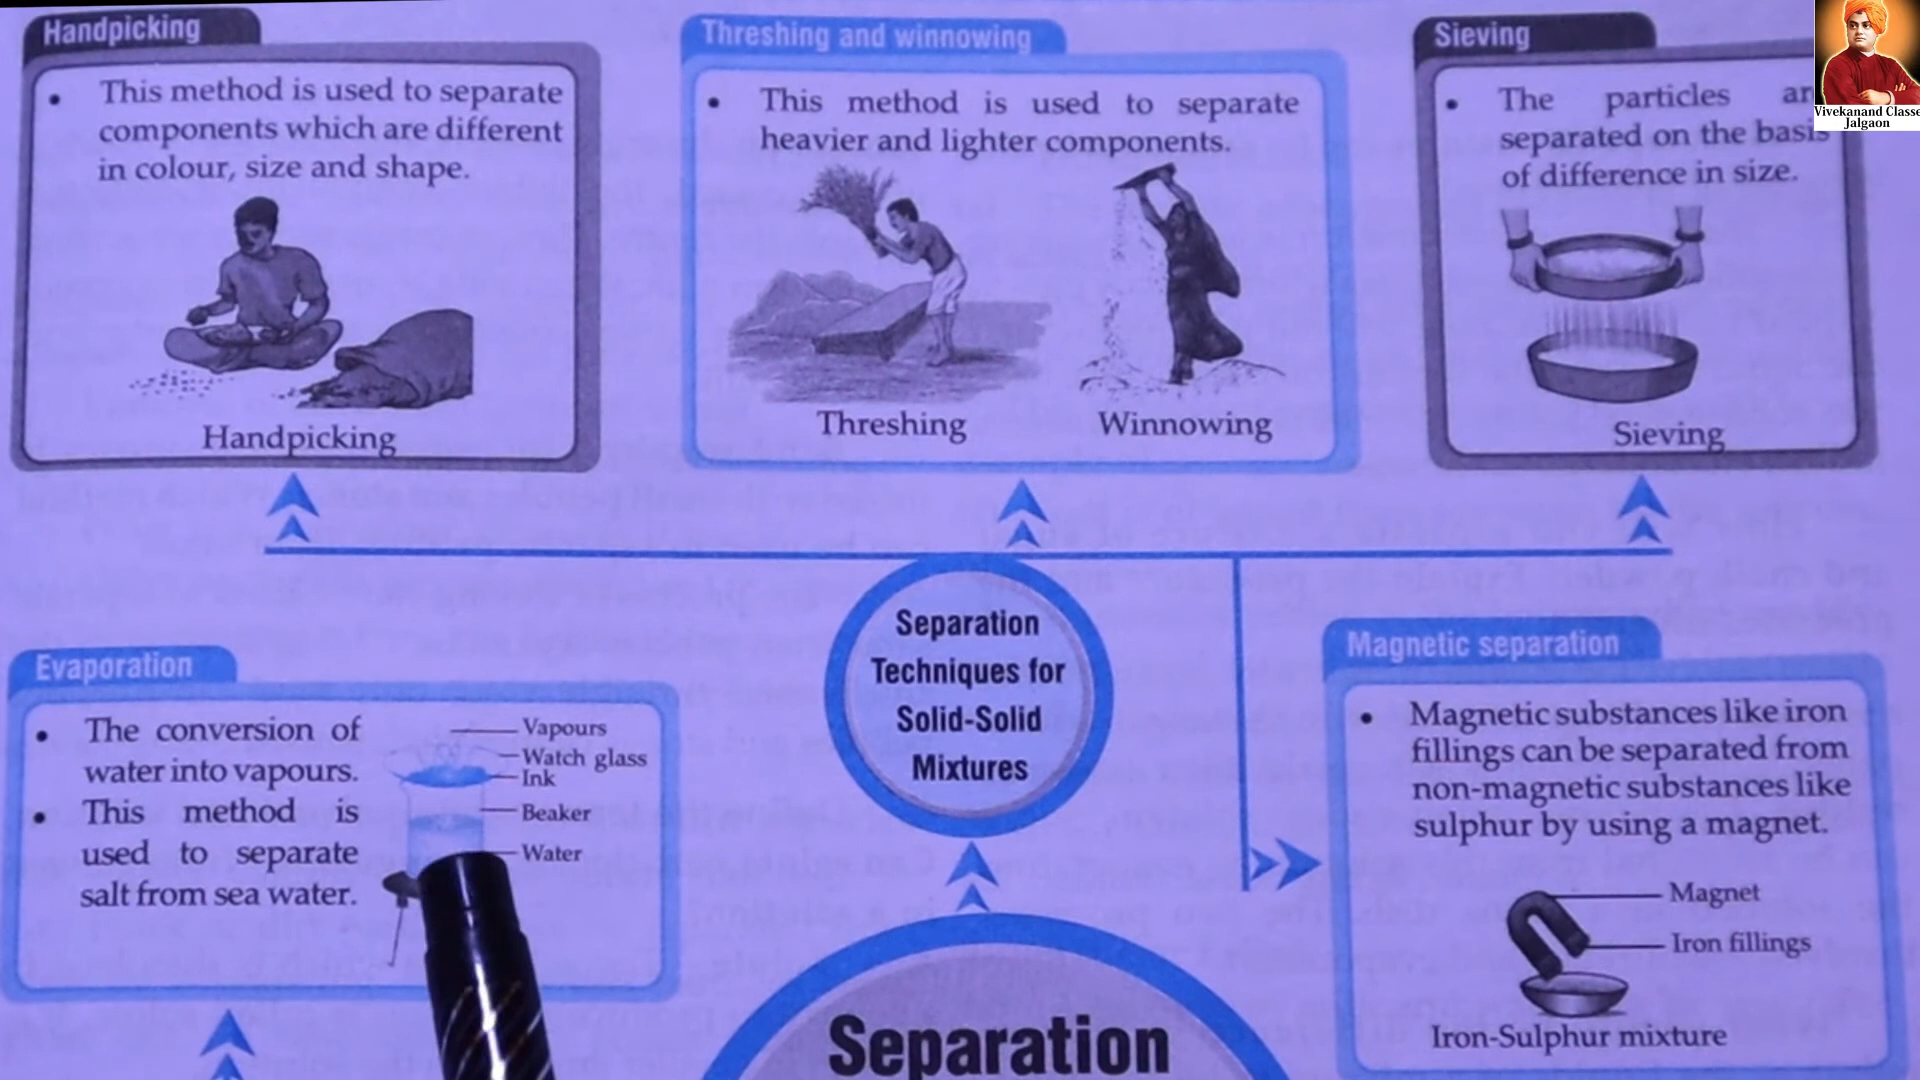 Handpicking
• This method is used to separate
components which are different
in colour, size and shape.
Handpicking
Threshing and winnowing
• This method is used to separate
heavier and lighter components.
Threshing
Winnowing
Sieving
• The particles
separated on the basis
of difference in size.
Sieving
Vivekanand Classe
Jalgaon
Separation
Techniques for
Solid-Solid
Mixtures
Evaporation
• The conversion of
water into vapours.
• This method is
used to separate
salt from sea water.
Vapours
Watch glass
Ink
Beaker
Water
Magnetic separation
• Magnetic substances like iron
fillings can be separated from
non-magnetic substances like
sulphur by using a magnet.
Magnet
Iron fillings
Iron-Sulphur mixture
Separation